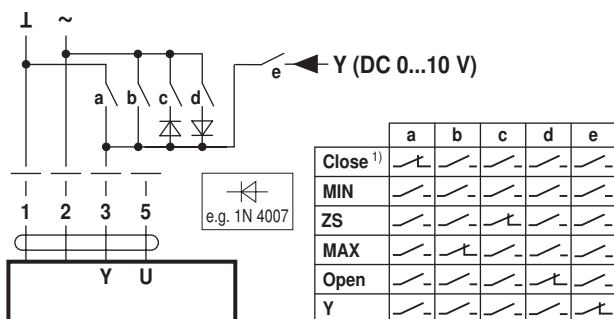 ⊥ ~
a b c d e Y (DC 0...10 V)
1 2 3 5
e.g. 1N 4007
Y U
a b c d e
Close 1)
MIN
ZS
MAX
Open
Y